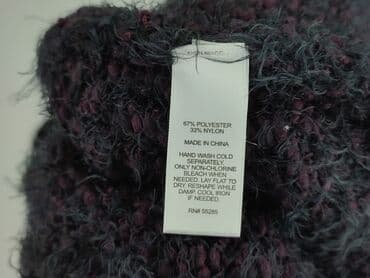 67% POLYESTER
33% NYLON
MADE IN CHINA
HAND WASH COLD
SEPARATELY.
ONLY NON-CHLORINE
BLEACH WHEN
NEEDED. LAY FLAT TO
DRY. RESHAPE WHILE
DAMP. COOL IRON
IF NEEDED.
RN# 55285